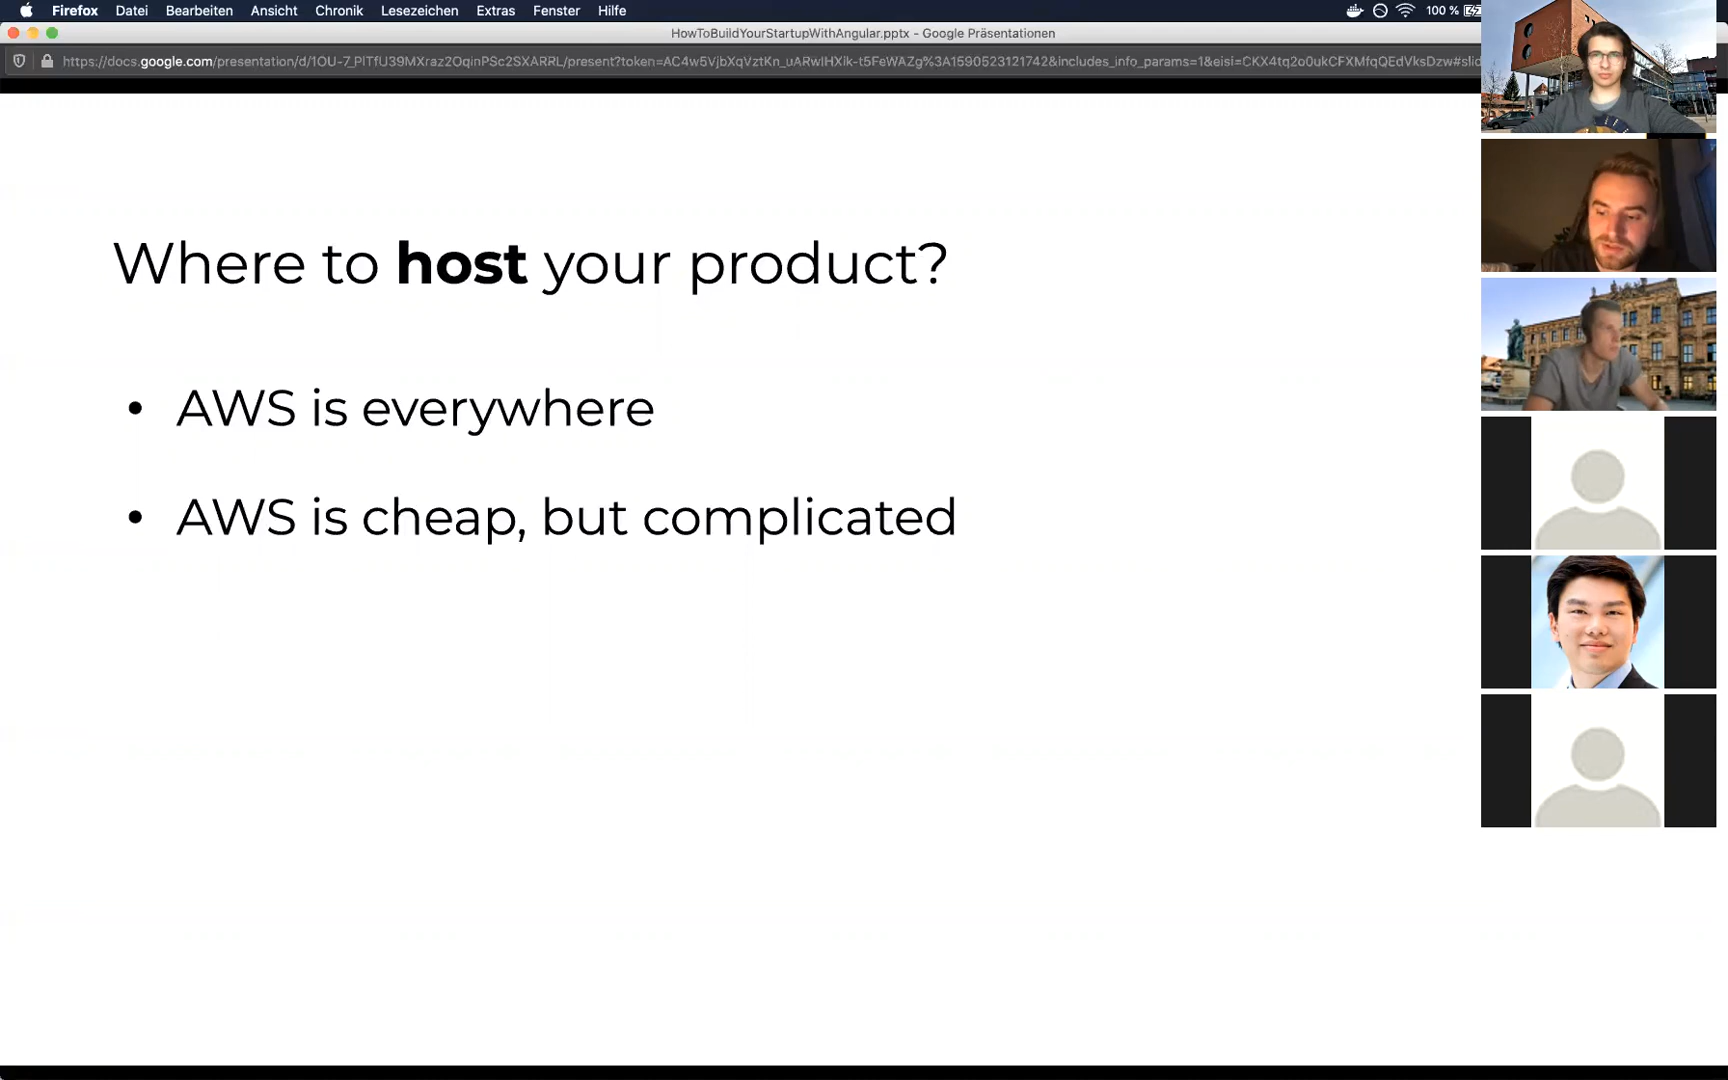 Firefox Datei Bearbeiten Ansicht Chronik Lesezeichen Extras Fenster Hilfe 100 %
HowToBuildYourStartupWithAngular.pptx - Google Präsentationen
Where to host your product?
• AWS is everywhere
• AWS is cheap, but complicated